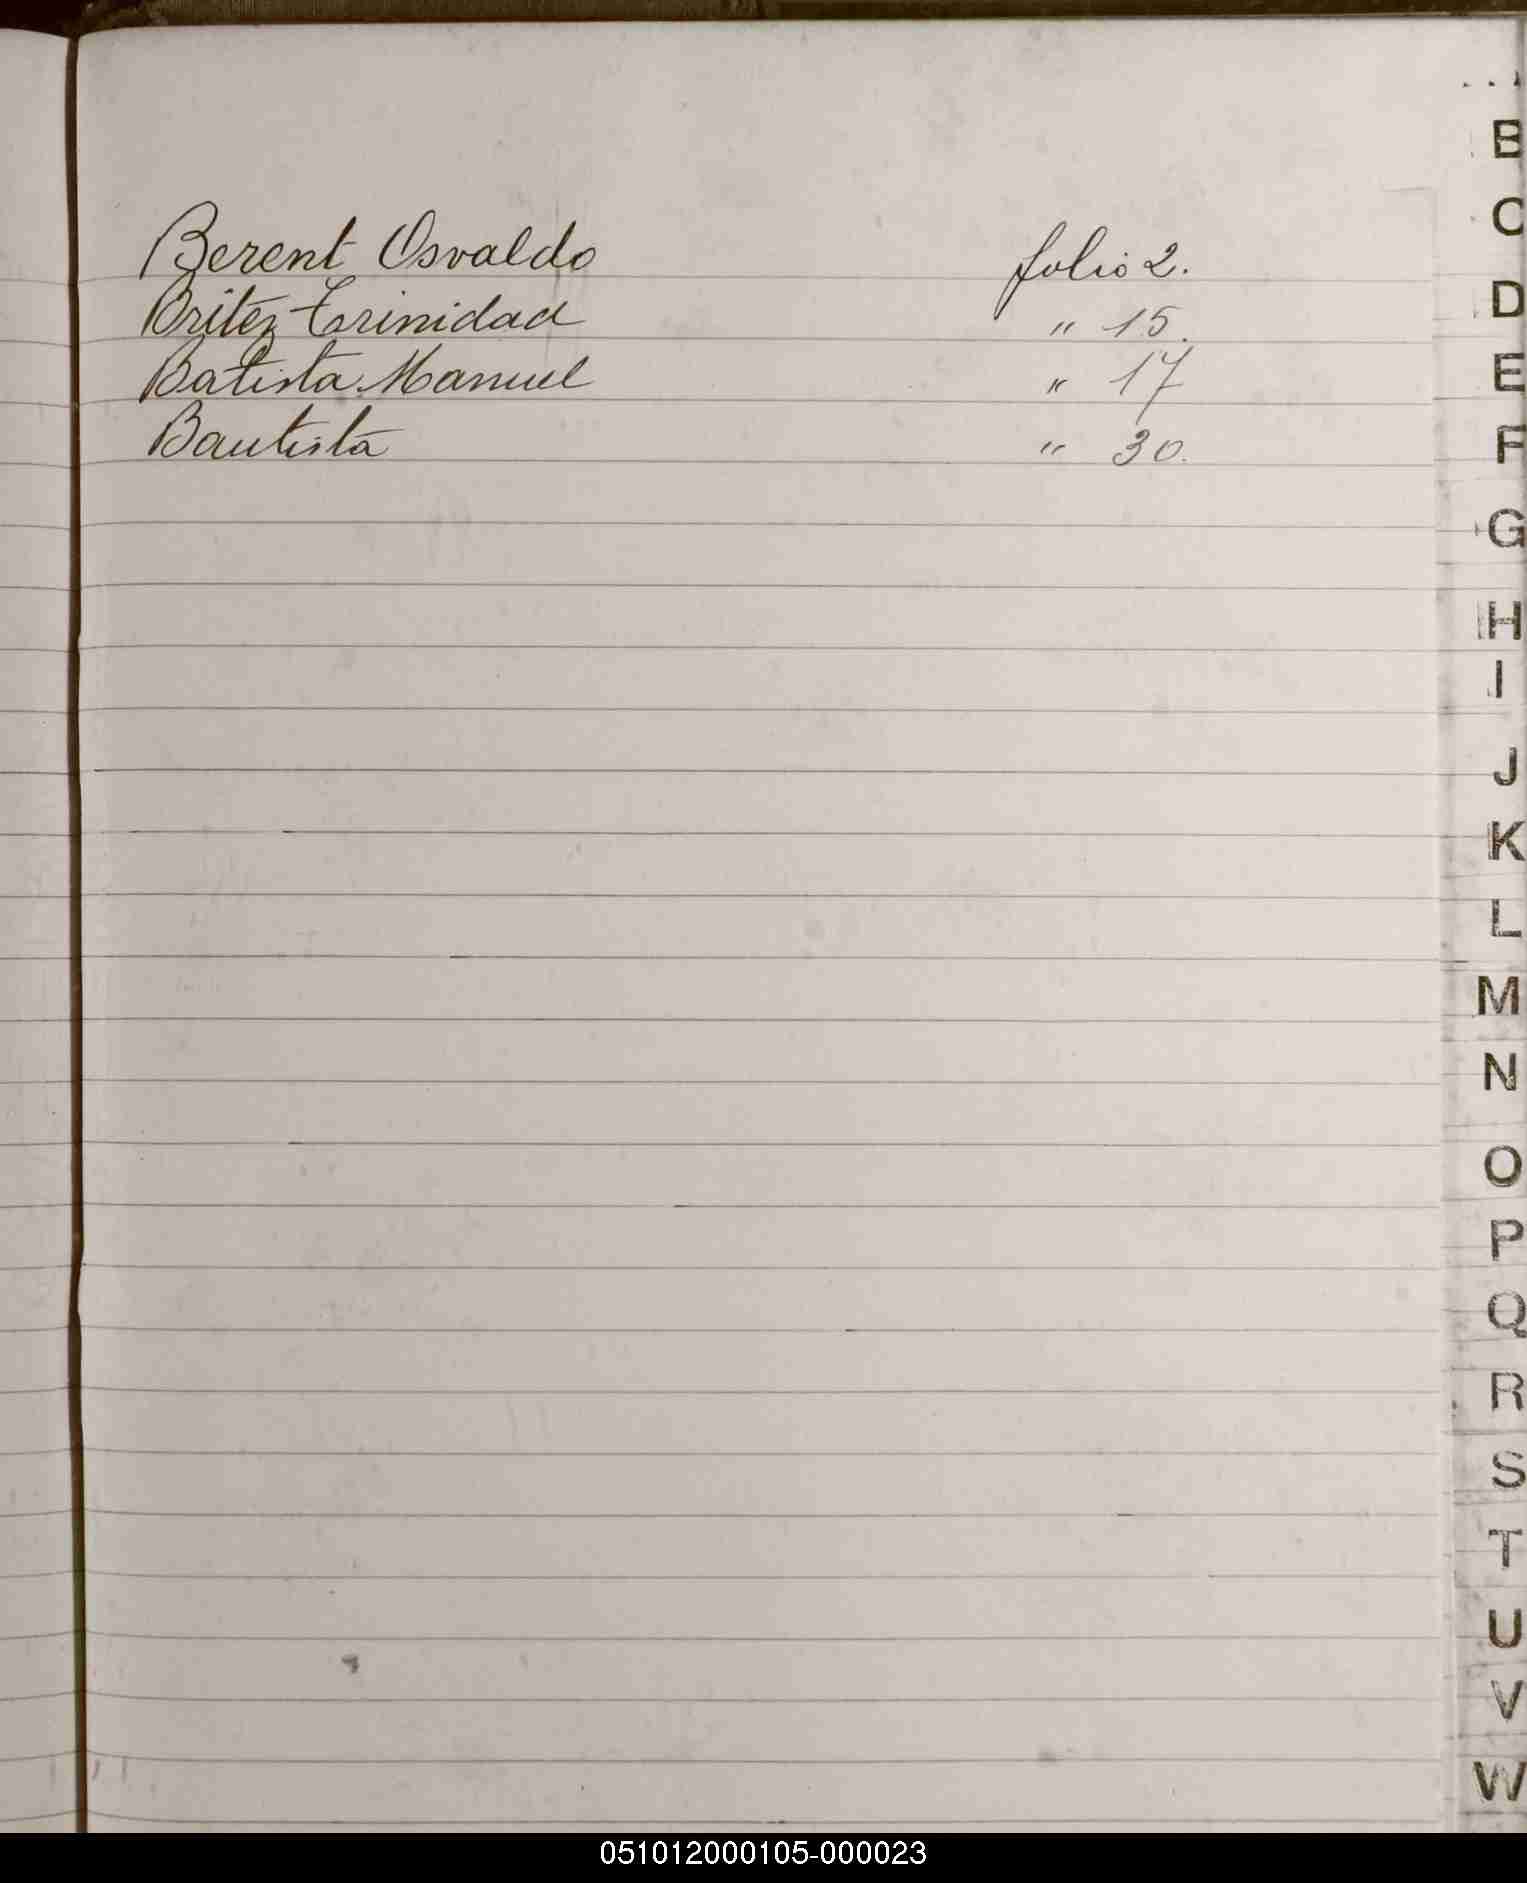 Berent Osvaldo folio 2.
Britez Trinidad " 15.
Batista Manuel " 17
Bautista " 30.
B
C
D
E
F
G
H
I
J
K
L
M
N
O
P
Q
R
S
T
U
V
W
051012000105-000023